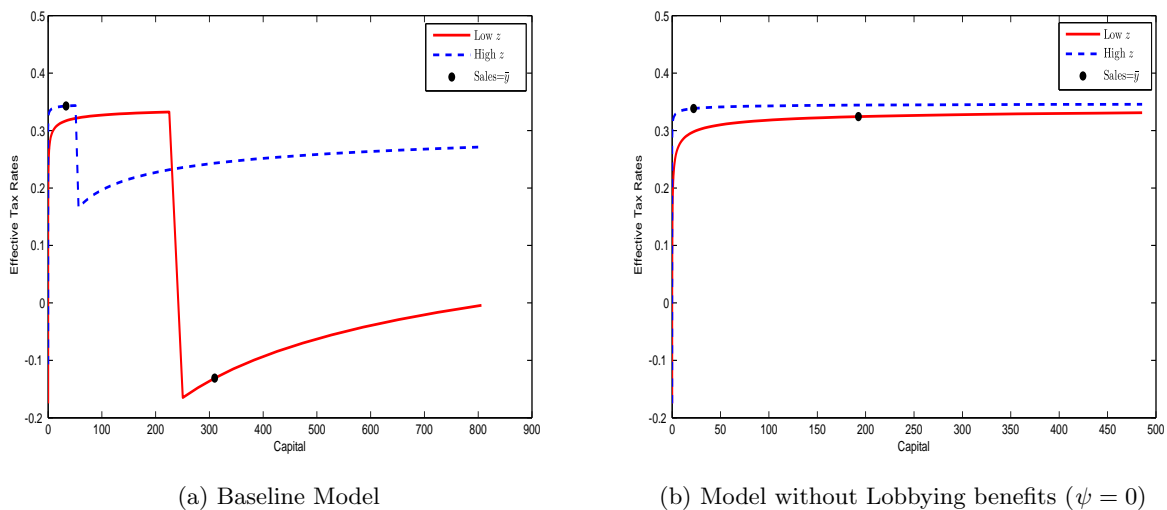 0.5
0.4
0.3
0.2
0.1
0
-0.1
-0.2
Effective Tax Rates
0 100 200 300 400 500 600 700 800 900
Capital
Low z
High z
Sales=ȳ
(a) Baseline Model
0.5
0.4
0.3
0.2
0.1
0
-0.1
-0.2
Effective Tax Rates
0 50 100 150 200 250 300 350 400 450 500
Capital
Low z
High z
Sales=ȳ
(b) Model without Lobbying benefits (ψ = 0)